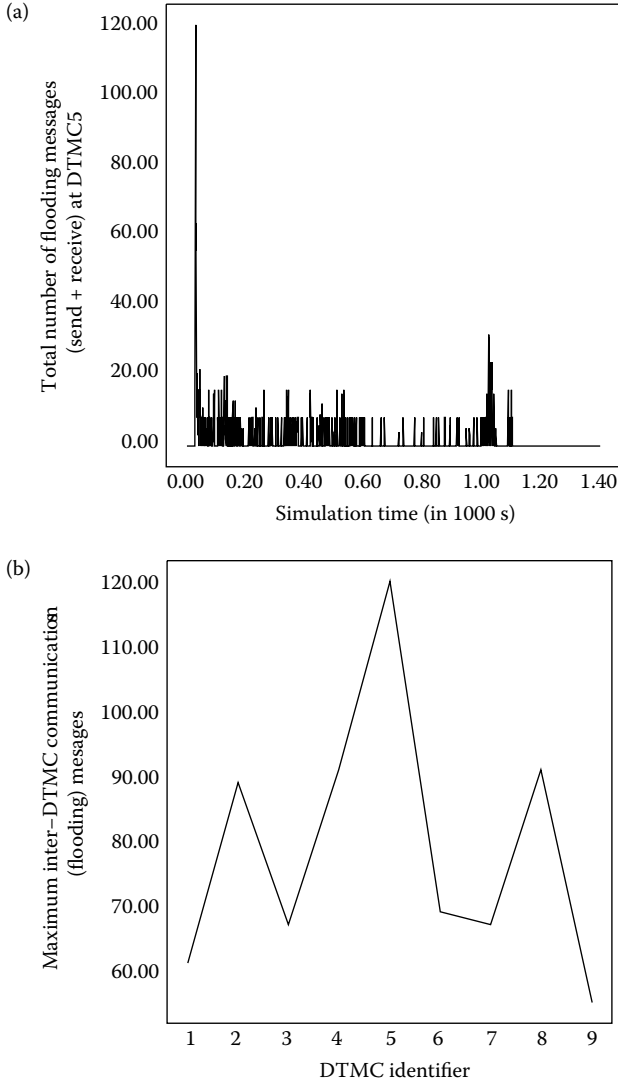 (a)
Total number of flooding messages
(send + receive) at DTMC5
120.00
100.00
80.00
60.00
40.00
20.00
0.00
0.00 0.20 0.40 0.60 0.80 1.00 1.20 1.40
Simulation time (in 1000 s)
(b)
Maximum inter–DTMC communication
(flooding) mesages
120.00
110.00
100.00
90.00
80.00
70.00
60.00
1 2 3 4 5 6 7 8 9
DTMC identifier